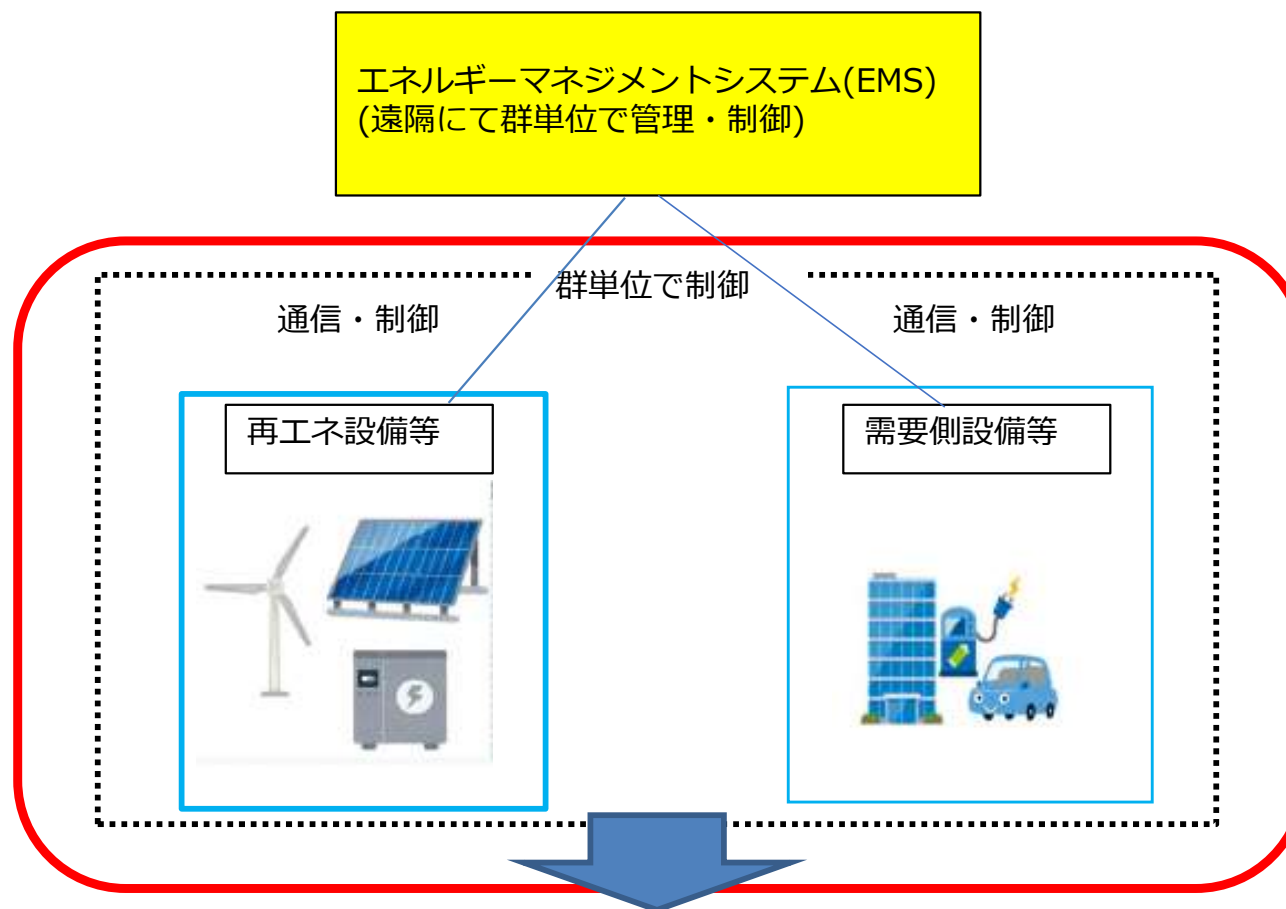 エネルギーマネジメントシステム(EMS)
(遠隔にて群単位で管理・制御)
群単位で制御
通信・制御
通信・制御
再エネ設備等
需要側設備等